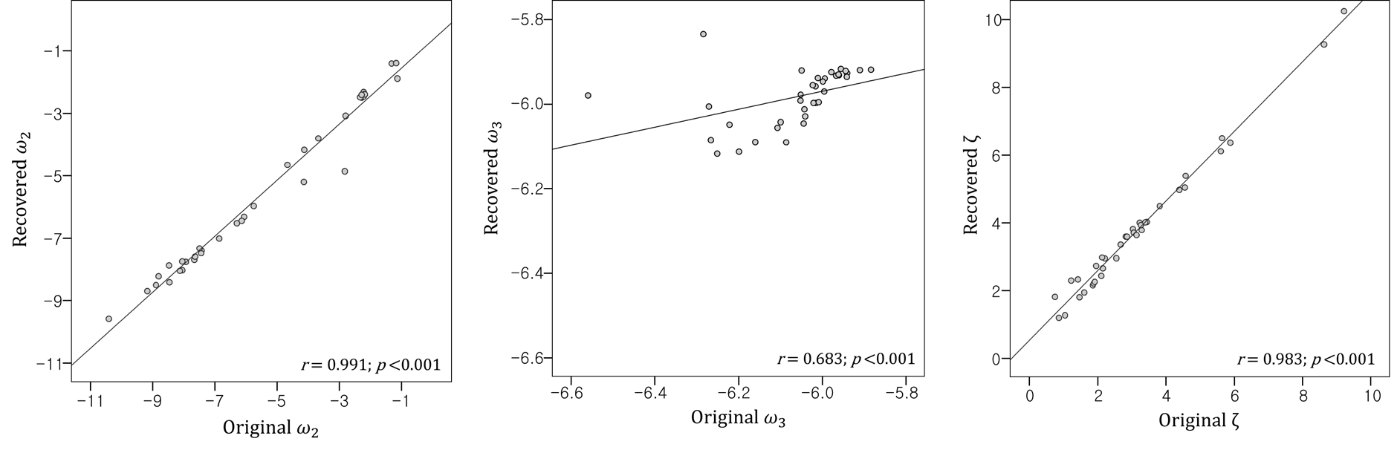 Recovered ω₂
−1
−3
−5
−7
−9
−11
r = 0.991; p <0.001
−11 −9 −7 −5 −3 −1
Original ω₂
Recovered ω₃
−5.8
−6.0
−6.2
−6.4
−6.6
r = 0.683; p <0.001
−6.6 −6.4 −6.2 −6.0 −5.8
Original ω₃
Recovered ζ
10
8
6
4
2
0
r = 0.983; p <0.001
0 2 4 6 8 10
Original ζ